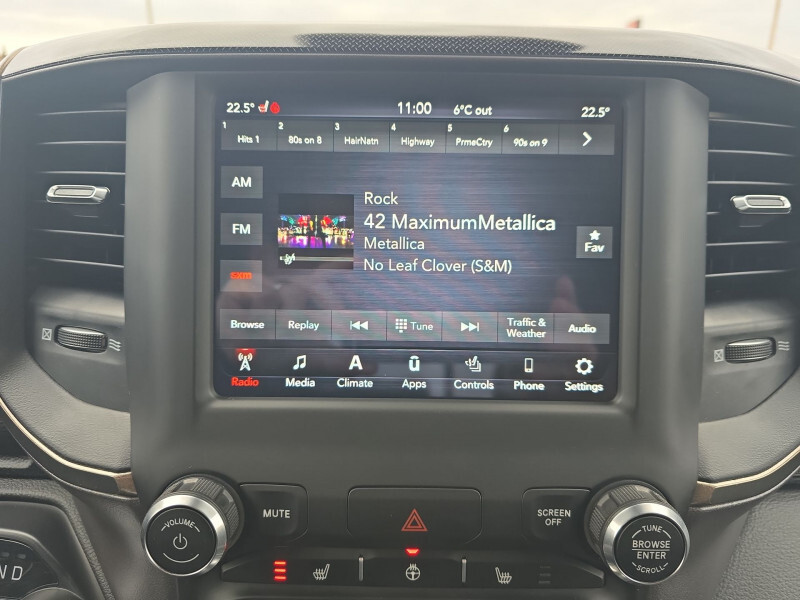 22.5° 11:00 6°C out 22.5°
1 2 3 4 5 6
Hits 1 80s on 8 HairNatn Highway PrmeCtry 90s on 9
AM
FM
sxm
Rock
42 MaximumMetallica
Metallica
No Leaf Clover (S&M)
Fav
Browse Replay Tune Traffic & Weather Audio
Radio Media Climate Apps Controls Phone Settings
VOLUME
MUTE
SCREEN
OFF
TUNE
BROWSE
ENTER
SCROLL
N D